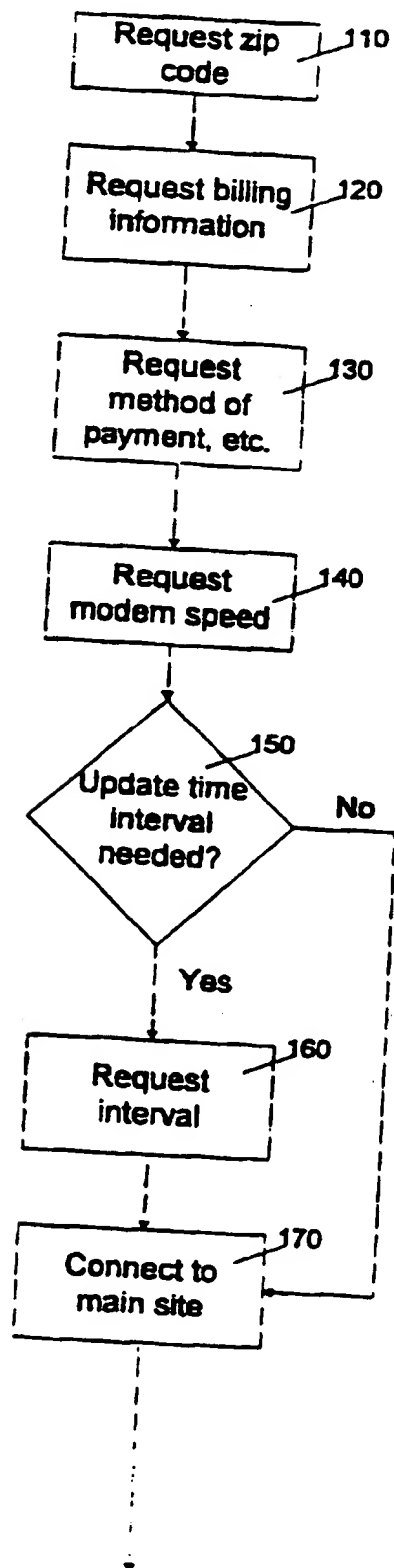 Request zip
code
110
Request billing
information
120
Request
method of
payment, etc.
130
Request
modem speed
140
Update time
interval
needed?
150
No
Yes
Request
interval
160
Connect to
main site
170